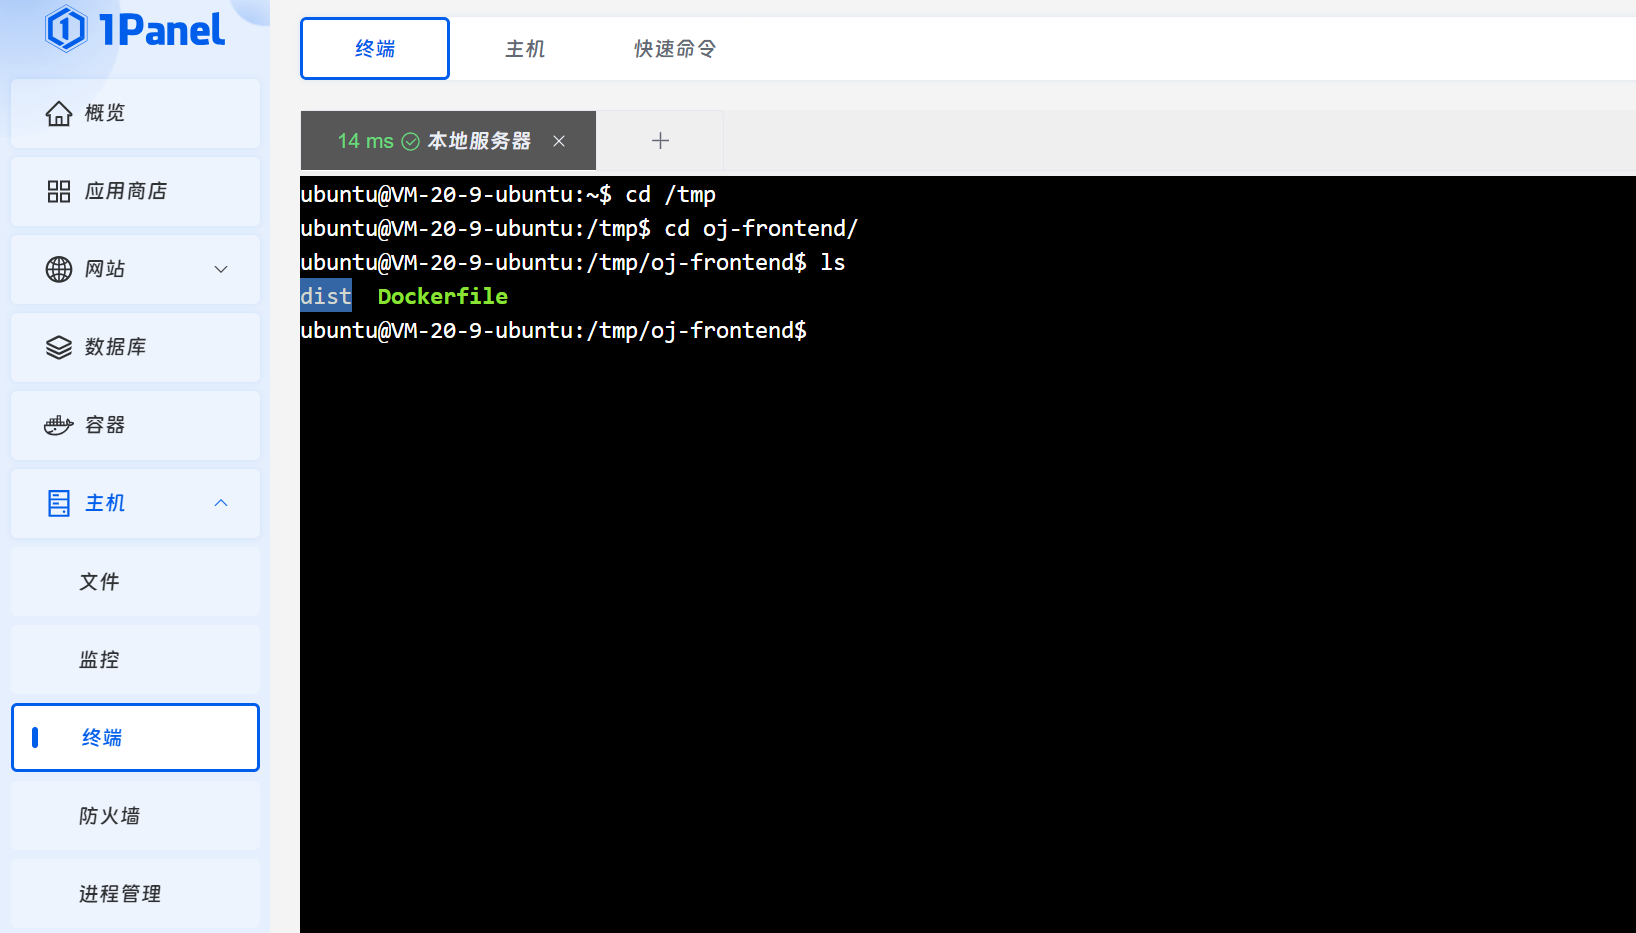 1Panel
概览
应用商店
网站
数据库
容器
主机
文件
监控
终端
防火墙
进程管理
终端 主机 快速命令
14 ms 本地服务器
ubuntu@VM-20-9-ubuntu:~$ cd /tmp
ubuntu@VM-20-9-ubuntu:/tmp$ cd oj-frontend/
ubuntu@VM-20-9-ubuntu:/tmp/oj-frontend$ ls
dist  Dockerfile
ubuntu@VM-20-9-ubuntu:/tmp/oj-frontend$